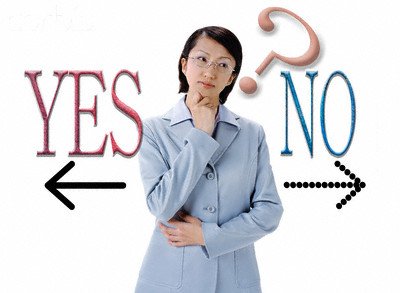 YES
?
NO